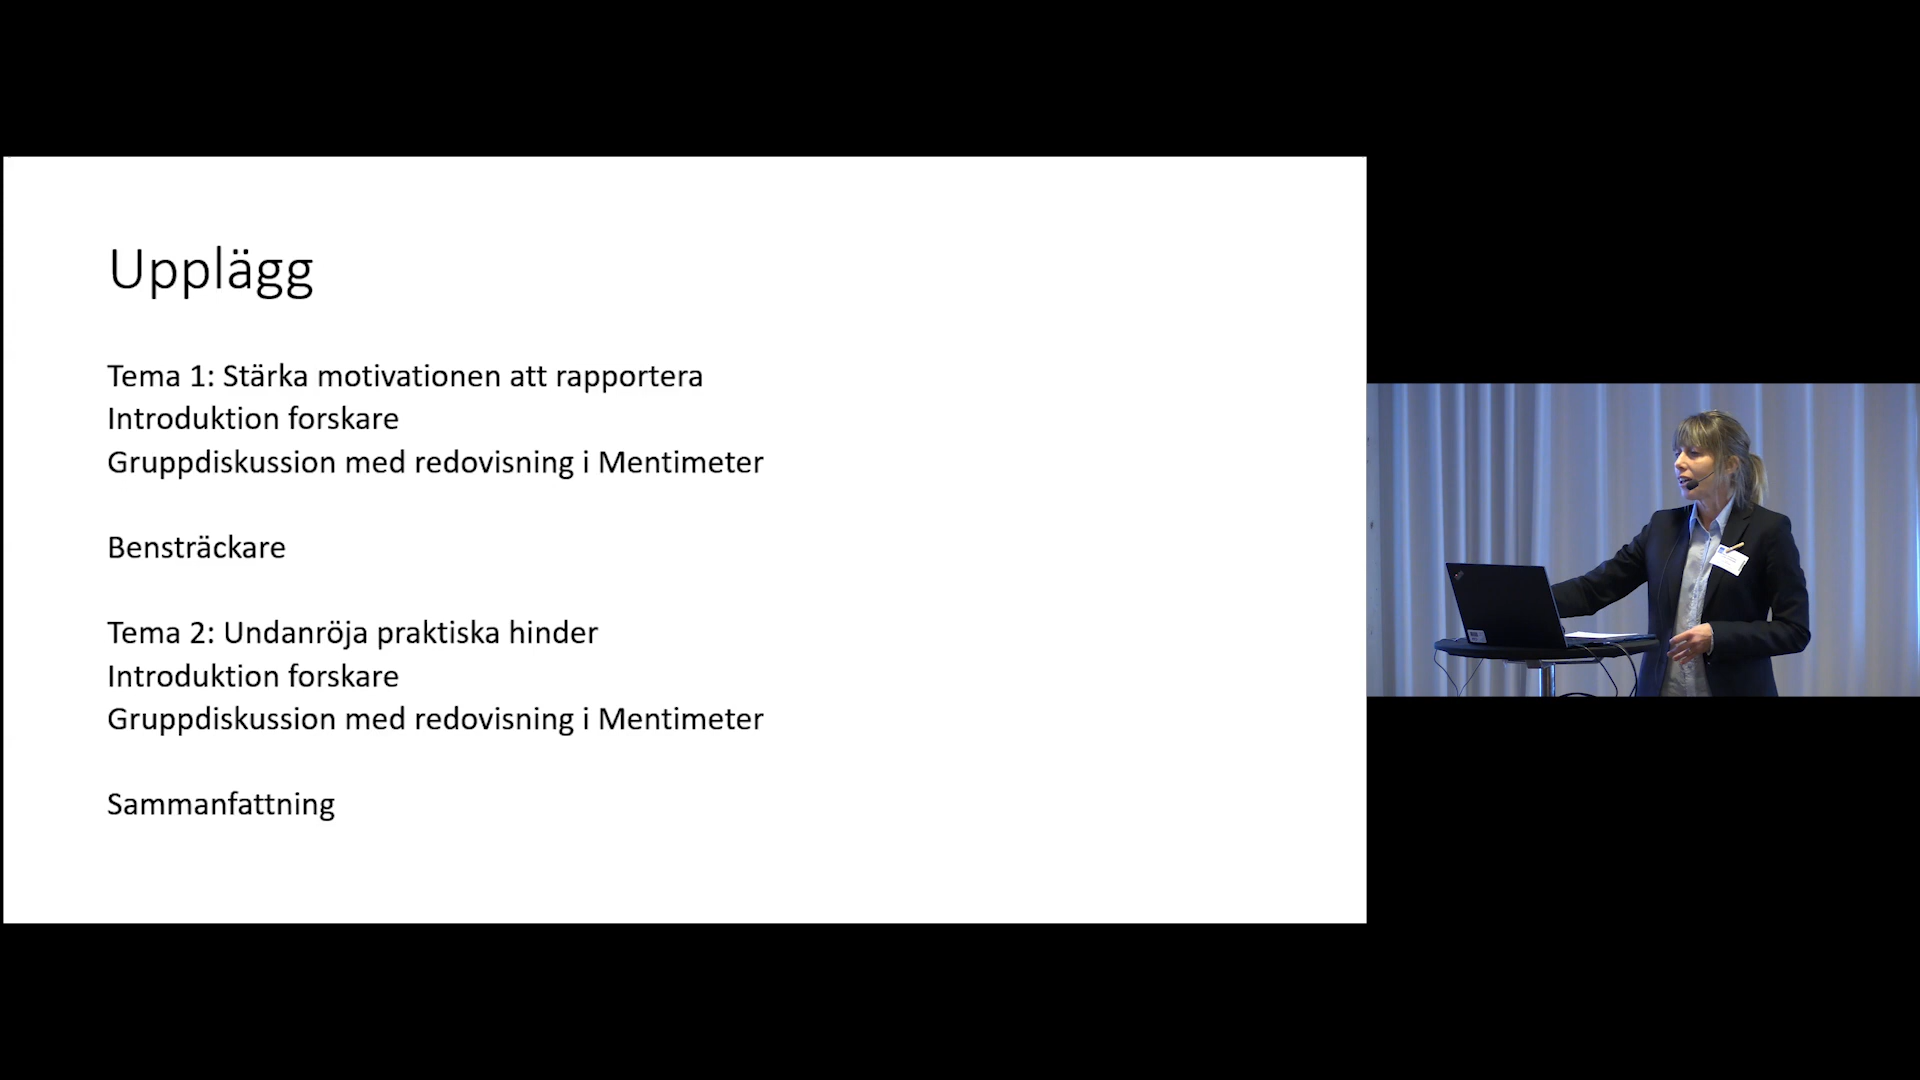 Upplägg
Tema 1: Stärka motivationen att rapportera
Introduktion forskare
Gruppdiskussion med redovisning i Mentimeter
Bensträckare
Tema 2: Undanröja praktiska hinder
Introduktion forskare
Gruppdiskussion med redovisning i Mentimeter
Sammanfattning